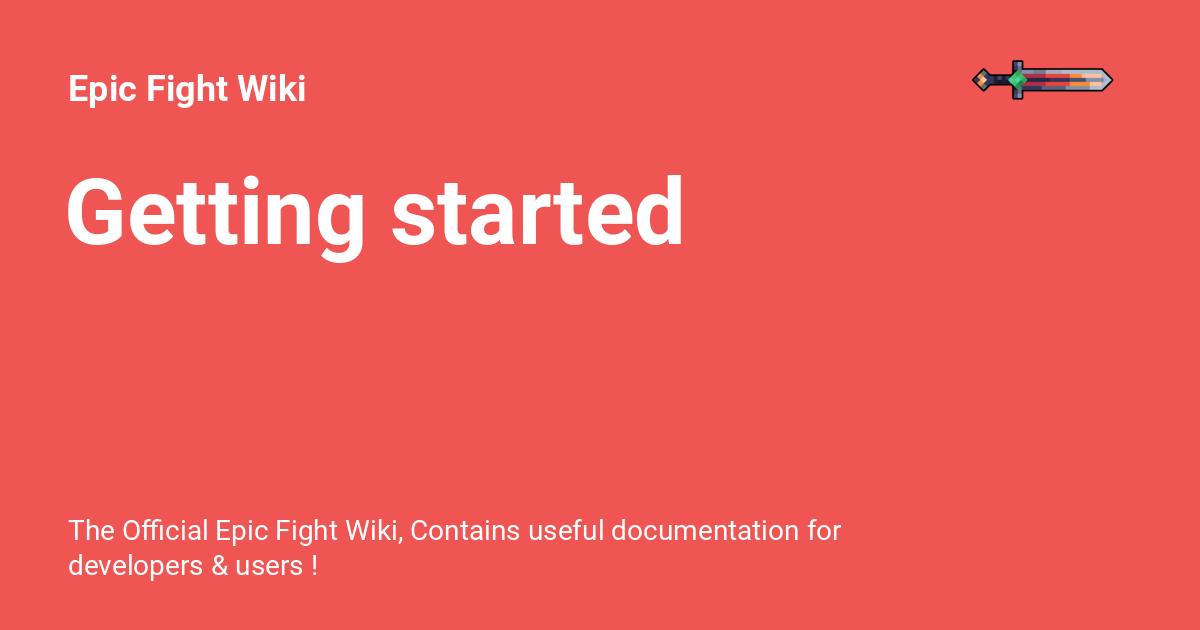 Epic Fight Wiki
Getting started
The Official Epic Fight Wiki, Contains useful documentation for
developers & users !